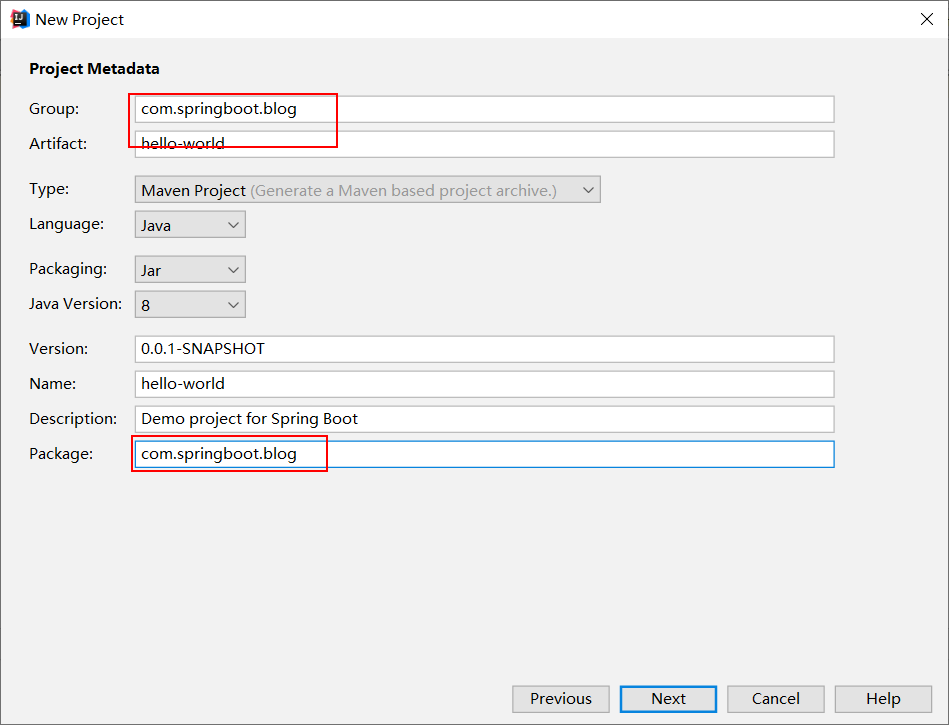 New Project
Project Metadata
Group: com.springboot.blog
Artifact: hello-world
Type: Maven Project (Generate a Maven based project archive.)
Language: Java
Packaging: Jar
Java Version: 8
Version: 0.0.1-SNAPSHOT
Name: hello-world
Description: Demo project for Spring Boot
Package: com.springboot.blog
Previous Next Cancel Help